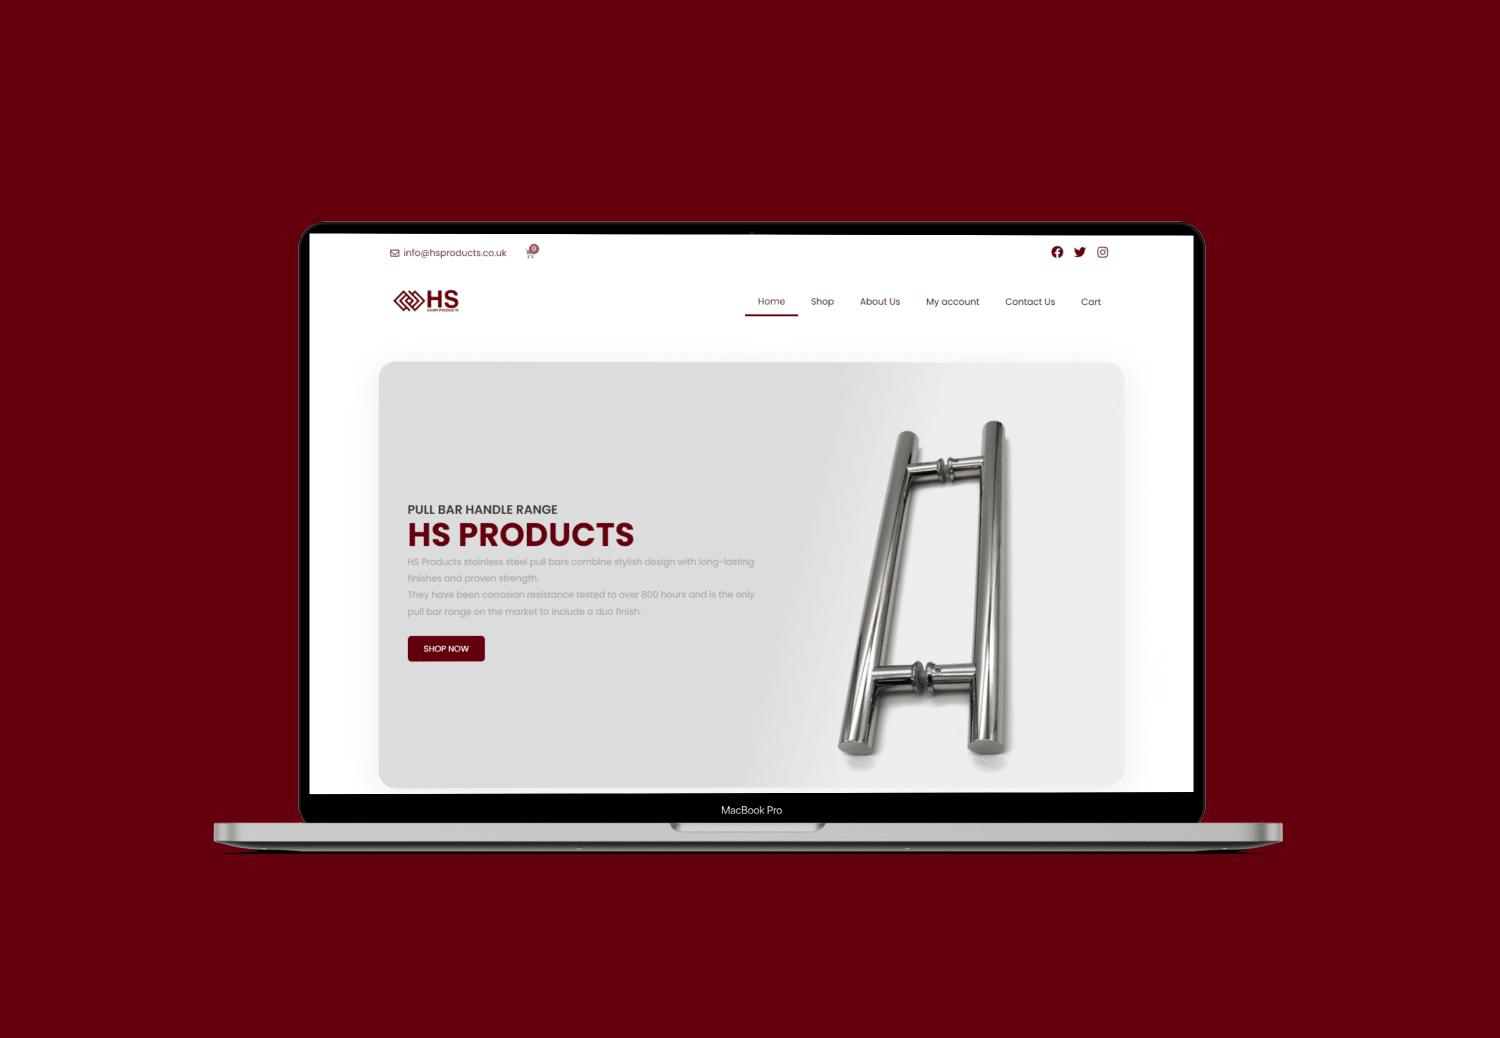 info@hsproducts.co.uk 0
HS
DOOR PRODUCTS
Home Shop About Us My account Contact Us Cart
PULL BAR HANDLE RANGE
HS PRODUCTS
HS Products stainless steel pull bars combine stylish design with long-lasting
finishes and proven strength.
They have been corrosion resistance tested to over 800 hours and is the only
pull bar range on the market to include a duo finish.
SHOP NOW
MacBook Pro